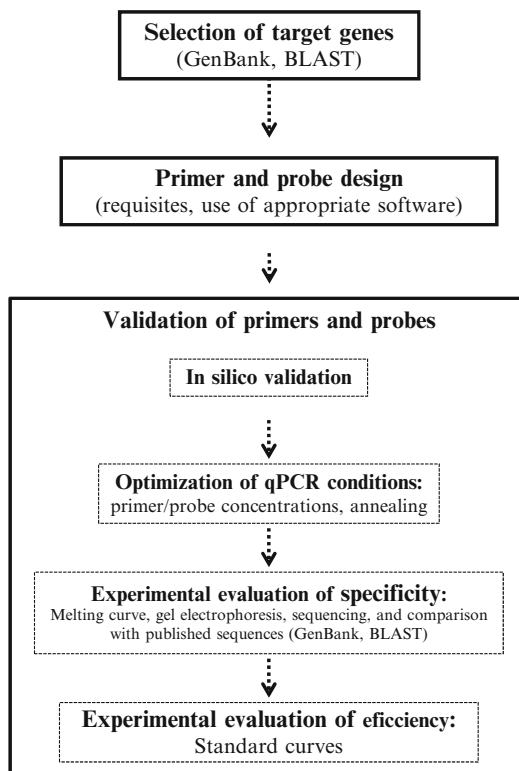 Selection of target genes
(GenBank, BLAST)
Primer and probe design
(requisites, use of appropriate software)
Validation of primers and probes
In silico validation
Optimization of qPCR conditions:
primer/probe concentrations, annealing
Experimental evaluation of specificity:
Melting curve, gel electrophoresis, sequencing, and comparison
with published sequences (GenBank, BLAST)
Experimental evaluation of eficciency:
Standard curves